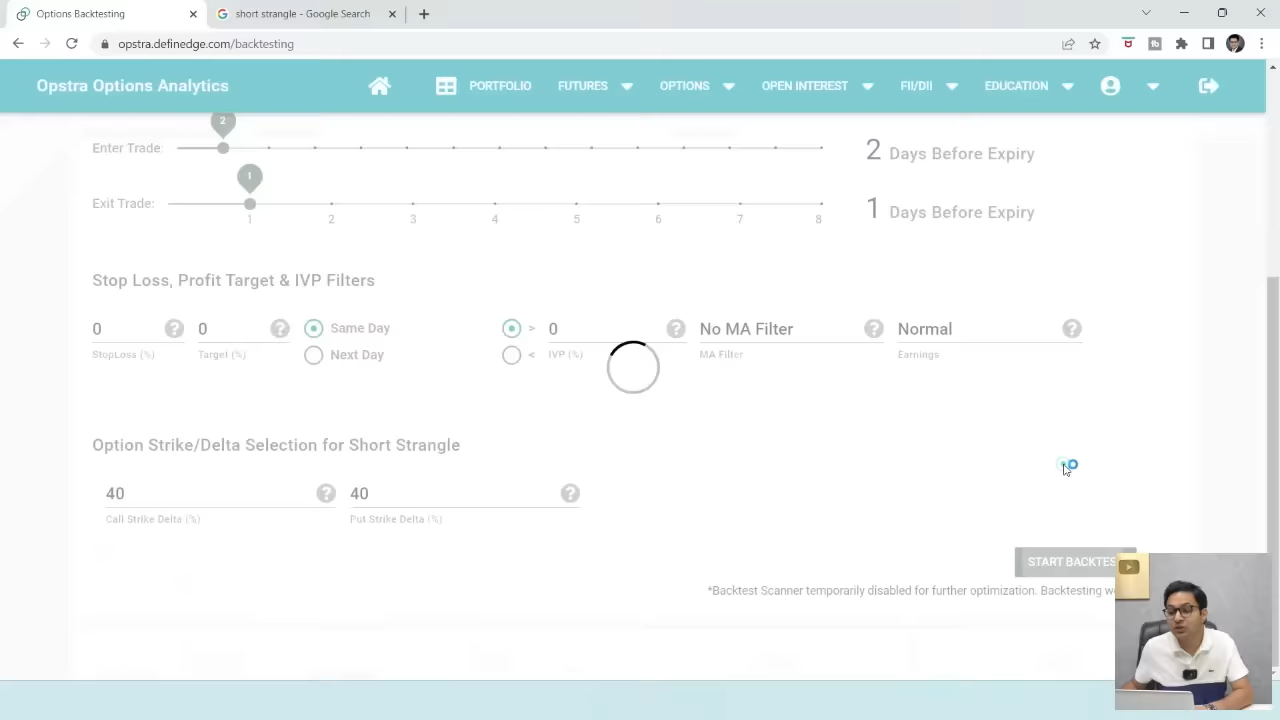 Options Backtesting
short strangle - Google Search
opstra.definedge.com/backtesting
Opstra Options Analytics
PORTFOLIO
FUTURES
OPTIONS
OPEN INTEREST
FII/DII
EDUCATION
2
Enter Trade:
2 Days Before Expiry
1
Exit Trade:
1 2 3 4 5 6 7 8
1 Days Before Expiry
Stop Loss, Profit Target & IVP Filters
0 ? 0 ? Same Day > 0 ? No MA Filter ? Normal ?
StopLoss (%) Target (%) Next Day < IVP (%) MA Filter Earnings
Option Strike/Delta Selection for Short Strangle
40 ? 40 ?
Call Strike Delta (%) Put Strike Delta (%)
START BACKTES
*Backtest Scanner temporarily disabled for further optimization. Backtesting